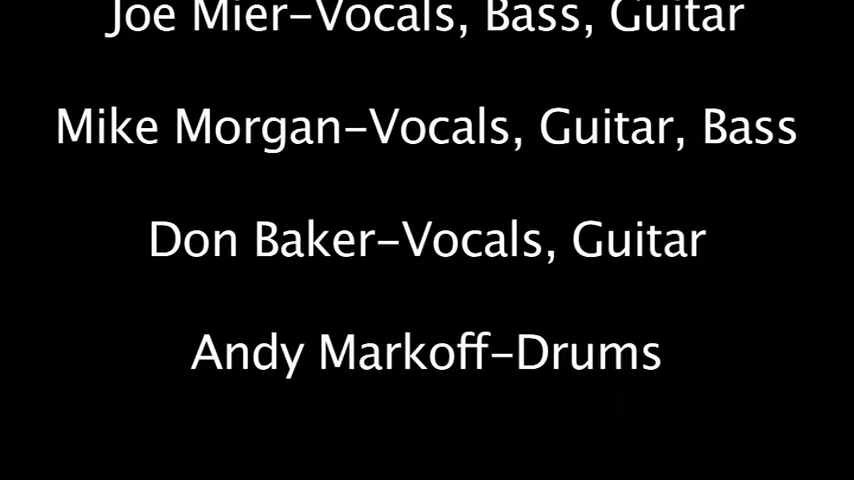 Joe Mier-Vocals, Bass, Guitar
Mike Morgan-Vocals, Guitar, Bass
Don Baker-Vocals, Guitar
Andy Markoff-Drums